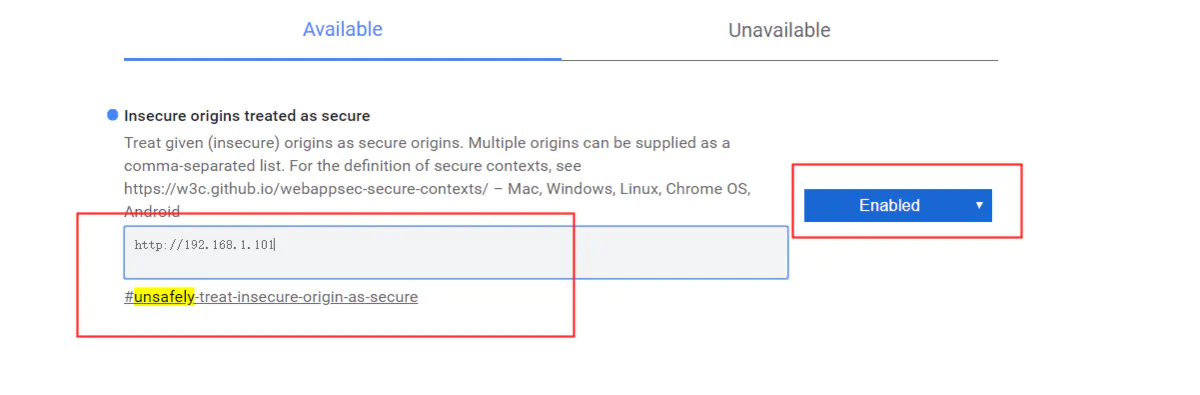 Available Unavailable
Insecure origins treated as secure
Treat given (insecure) origins as secure origins. Multiple origins can be supplied as a
comma-separated list. For the definition of secure contexts, see
https://w3c.github.io/webappsec-secure-contexts/ – Mac, Windows, Linux, Chrome OS,
Android
Enabled
http://192.168.1.101
#unsafely-treat-insecure-origin-as-secure